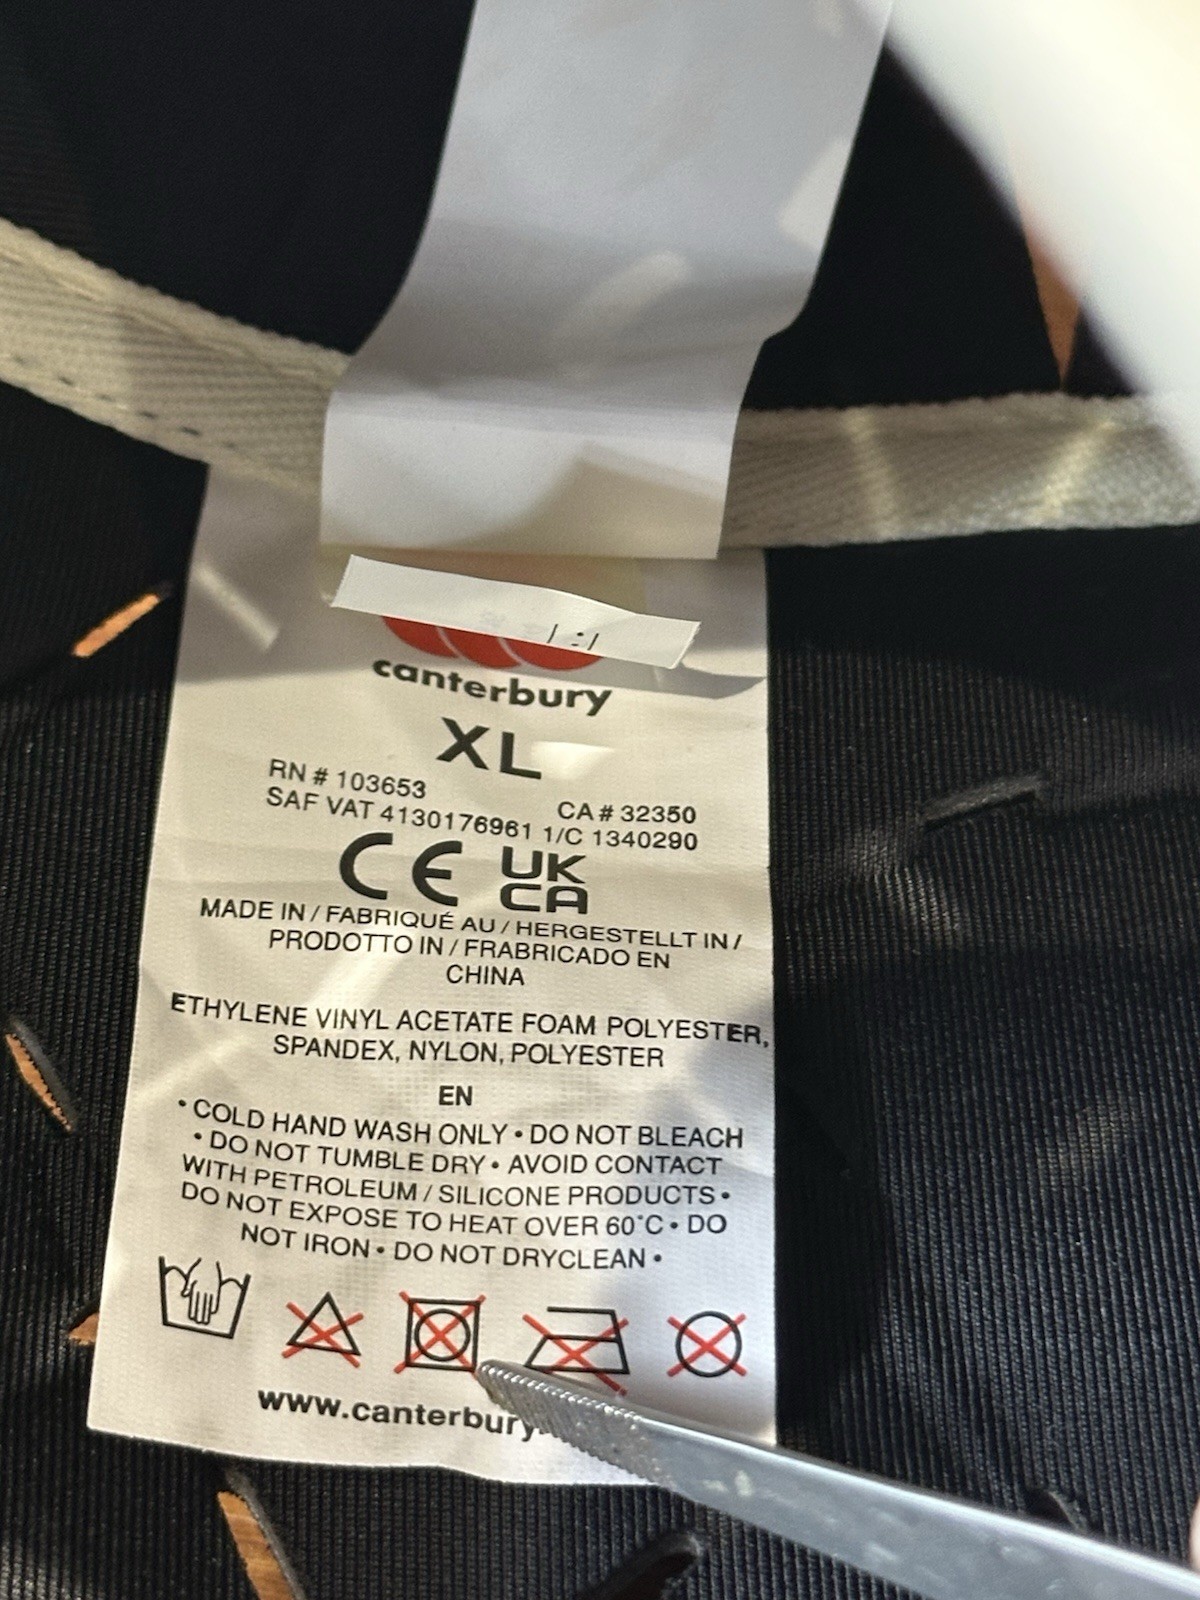 canterbury
XL
RN # 103653
CA # 32350
SAF VAT 4130176961 1/C 1340290
CE UK
CA
MADE IN / FABRIQUÉ AU / HERGESTELLT IN /
PRODOTTO IN / FRABRICADO EN
CHINA
ETHYLENE VINYL ACETATE FOAM POLYESTER,
SPANDEX, NYLON, POLYESTER
EN
• COLD HAND WASH ONLY • DO NOT BLEACH
• DO NOT TUMBLE DRY • AVOID CONTACT
WITH PETROLEUM / SILICONE PRODUCTS •
DO NOT EXPOSE TO HEAT OVER 60°C • DO
NOT IRON • DO NOT DRYCLEAN •
www.canterbury